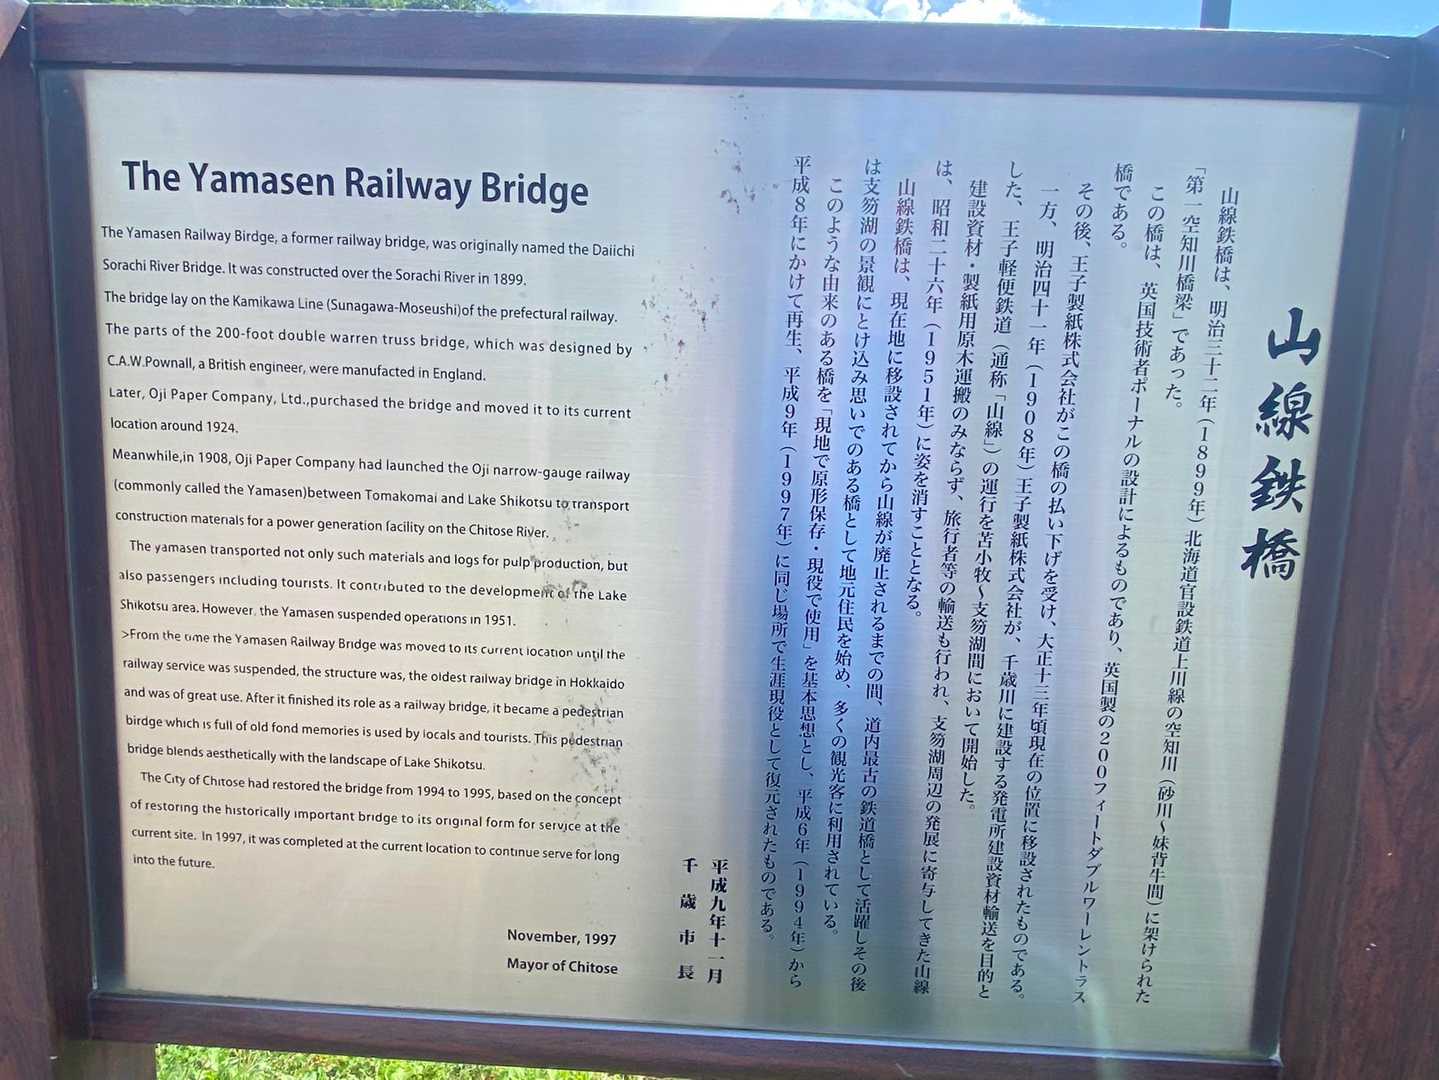 The Yamasen Railway Bridge
The Yamasen Railway Birdge, a former railway bridge, was originally named the Daiichi
Sorachi River Bridge. It was constructed over the Sorachi River in 1899.
The bridge lay on the Kamikawa Line (Sunagawa-Moseushi)of the prefectural railway.
The parts of the 200-foot double warren truss bridge, which was designed by
C.A.W.Pownall, a British engineer, were manufacted in England.
Later, Oji Paper Company, Ltd.,purchased the bridge and moved it to its current
location around 1924.
Meanwhile,in 1908, Oji Paper Company had launched the Oji narrow-gauge railway
(commonly called the Yamasen)between Tomakomai and Lake Shikotsu to transport
construction materials for a power generation facility on the Chitose River.
The yamasen transported not only such materials and logs for pulp production, but
also passengers including tourists. It contributed to the development of the Lake
Shikotsu area. However, the Yamasen suspended operations in 1951.
>From the time the Yamasen Railway Bridge was moved to its current location until the
railway service was suspended, the structure was, the oldest railway bridge in Hokkaido
and was of great use. After it finished its role as a railway bridge, it became a pedestrian
birdge which is full of old fond memories is used by locals and tourists. This pedestrian
bridge blends aesthetically with the landscape of Lake Shikotsu.
The City of Chitose had restored the bridge from 1994 to 1995, based on the concept
of restoring the historically important bridge to its original form for service at the
current site. In 1997, it was completed at the current location to continue serve for long
into the future.
November, 1997
Mayor of Chitose
山線鉄橋
山線鉄橋は、明治三十二年(1899年)北海道官設鉄道上川線の空知川(砂川〜妹背牛間)に架けられた
「第一空知川橋梁」であった。
この橋は、英国技術者ポーナルの設計によるものであり、英国製の200フィートダブルワーレントラス
橋である。
その後、王子製紙株式会社がこの橋の払い下げを受け、大正十三年頃現在の位置に移設されたものである。
一方、明治四十一年(1908年)王子製紙株式会社が、千歳川に建設する発電所建設資材輸送を目的と
した、王子軽便鉄道(通称「山線」)の運行を苫小牧〜支笏湖間において開始した。
建設資材・製紙用原木運搬のみならず、旅行者等の輸送も行われ、支笏湖周辺の発展に寄与してきた山線
は、昭和二十六年(1951年)に姿を消すこととなる。
山線鉄橋は、現在地に移設されてから山線が廃止されるまでの間、道内最古の鉄道橋として活躍しその後
は支笏湖の景観にとけ込み思いでのある橋として地元住民を始め、多くの観光客に利用されている。
このような由来のある橋を「現地で原形保存・現役で使用」を基本思想とし、平成6年(1994年)から
平成8年にかけて再生、平成9年(1997年)に同じ場所で生涯現役として復元されたものである。
平成九年十一月
千歳市長